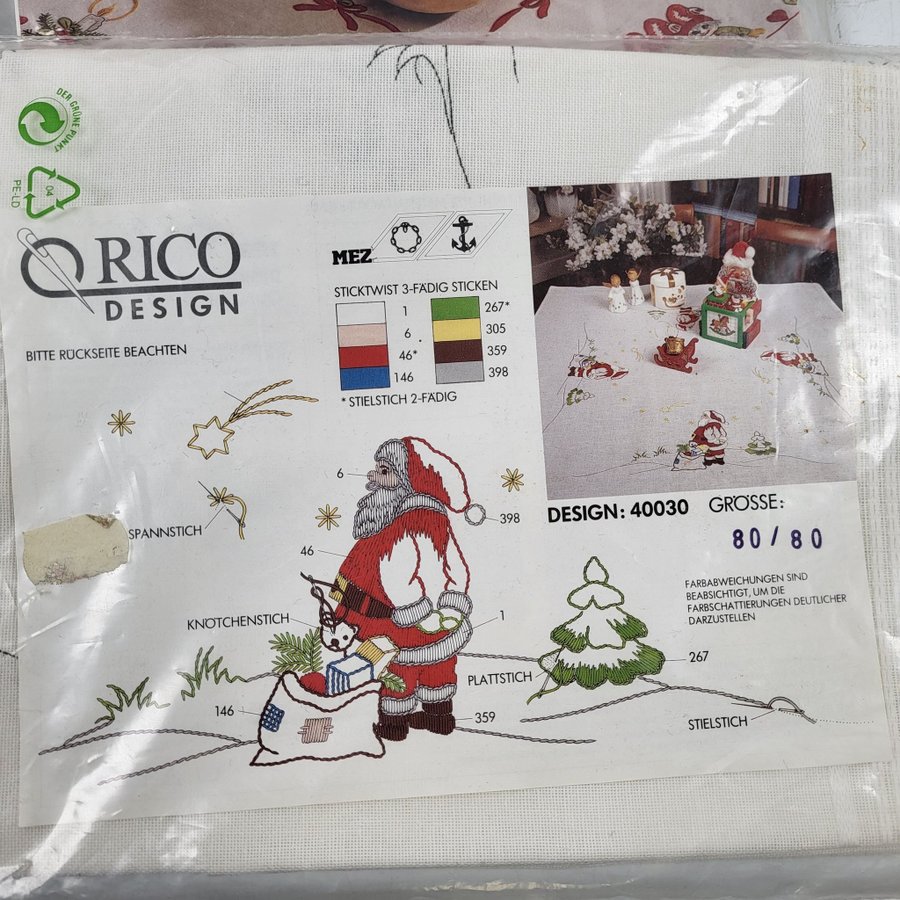 DER GRÜNE PUNKT
04
PE-LD
RICO
DESIGN
BITTE RÜCKSEITE BEACHTEN
MEZ
STICKTWIST 3-FÄDIG STICKEN
1 267*
6 305
46* 359
146 398
* STIELSTICH 2-FÄDIG
DESIGN: 40030 GRÖSSE:
80 / 80
FARBABWEICHUNGEN SIND
BEABSICHTIGT, UM DIE
FARBSCHATTIERUNGEN DEUTLICHER
DARZUSTELLEN
6
398
SPANNSTICH
46
KNÖTCHENSTICH
1
PLATTSTICH
267
146
359
STIELSTICH